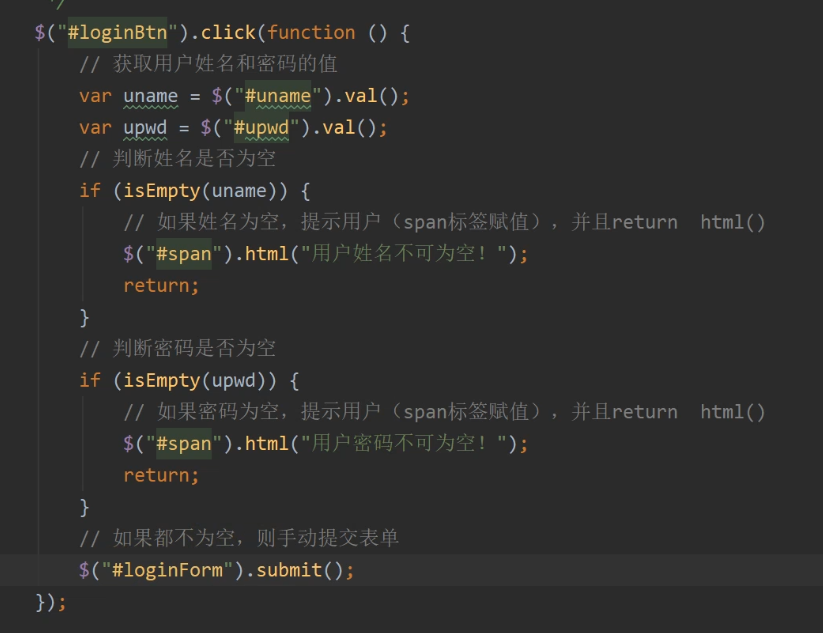 */
$("#loginBtn").click(function () {
// 获取用户姓名和密码的值
var uname = $("#uname").val();
var upwd = $("#upwd").val();
// 判断姓名是否为空
if (isEmpty(uname)) {
// 如果姓名为空，提示用户（span标签赋值），并且return  html()
$("#span").html("用户姓名不可为空！");
return;
}
// 判断密码是否为空
if (isEmpty(upwd)) {
// 如果密码为空，提示用户（span标签赋值），并且return  html()
$("#span").html("用户密码不可为空！");
return;
}
// 如果都不为空，则手动提交表单
$("#loginForm").submit();
});